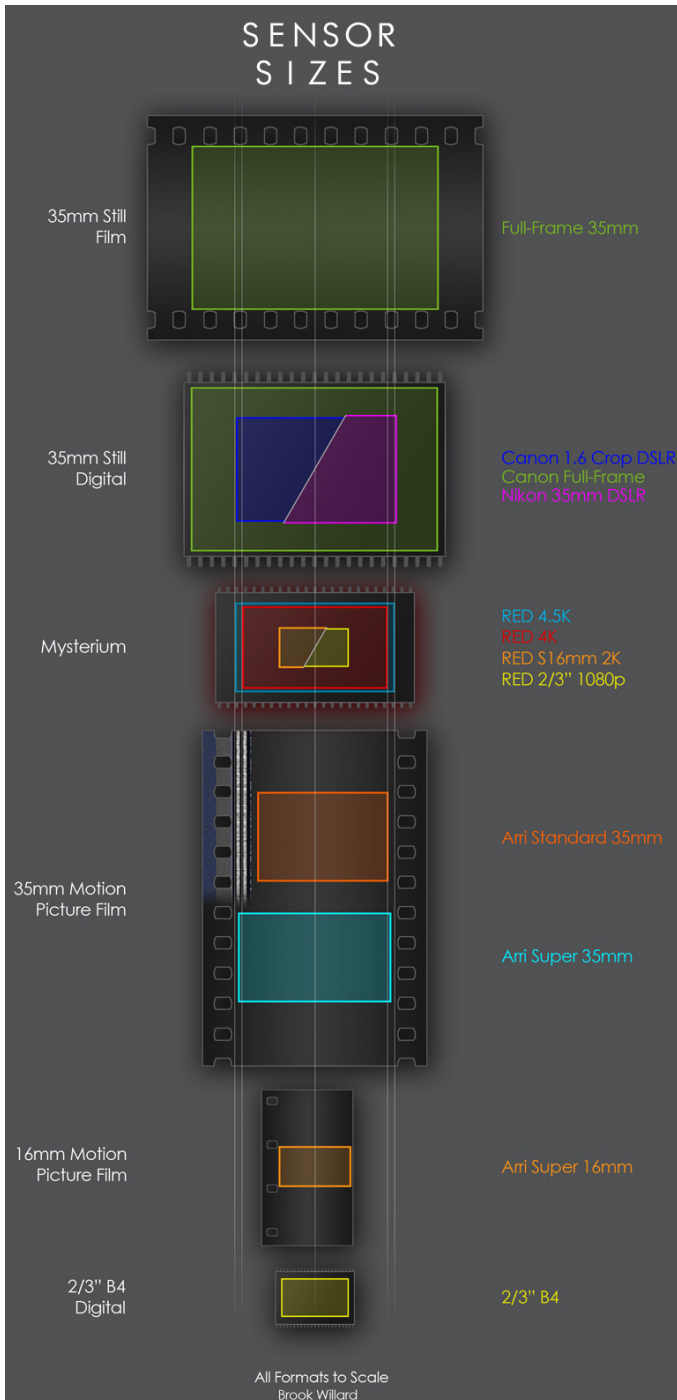 SENSOR
SIZES
35mm Still
Film
Full-Frame 35mm
35mm Still
Digital
Canon 1.6 Crop DSLR
Canon Full-Frame
Nikon 35mm DSLR
Mysterium
RED 4.5K
RED 4K
RED S16mm 2K
RED 2/3” 1080p
35mm Motion
Picture Film
Arri Standard 35mm
Arri Super 35mm
16mm Motion
Picture Film
Arri Super 16mm
2/3” B4
Digital
2/3” B4
All Formats to Scale
Brook Willard